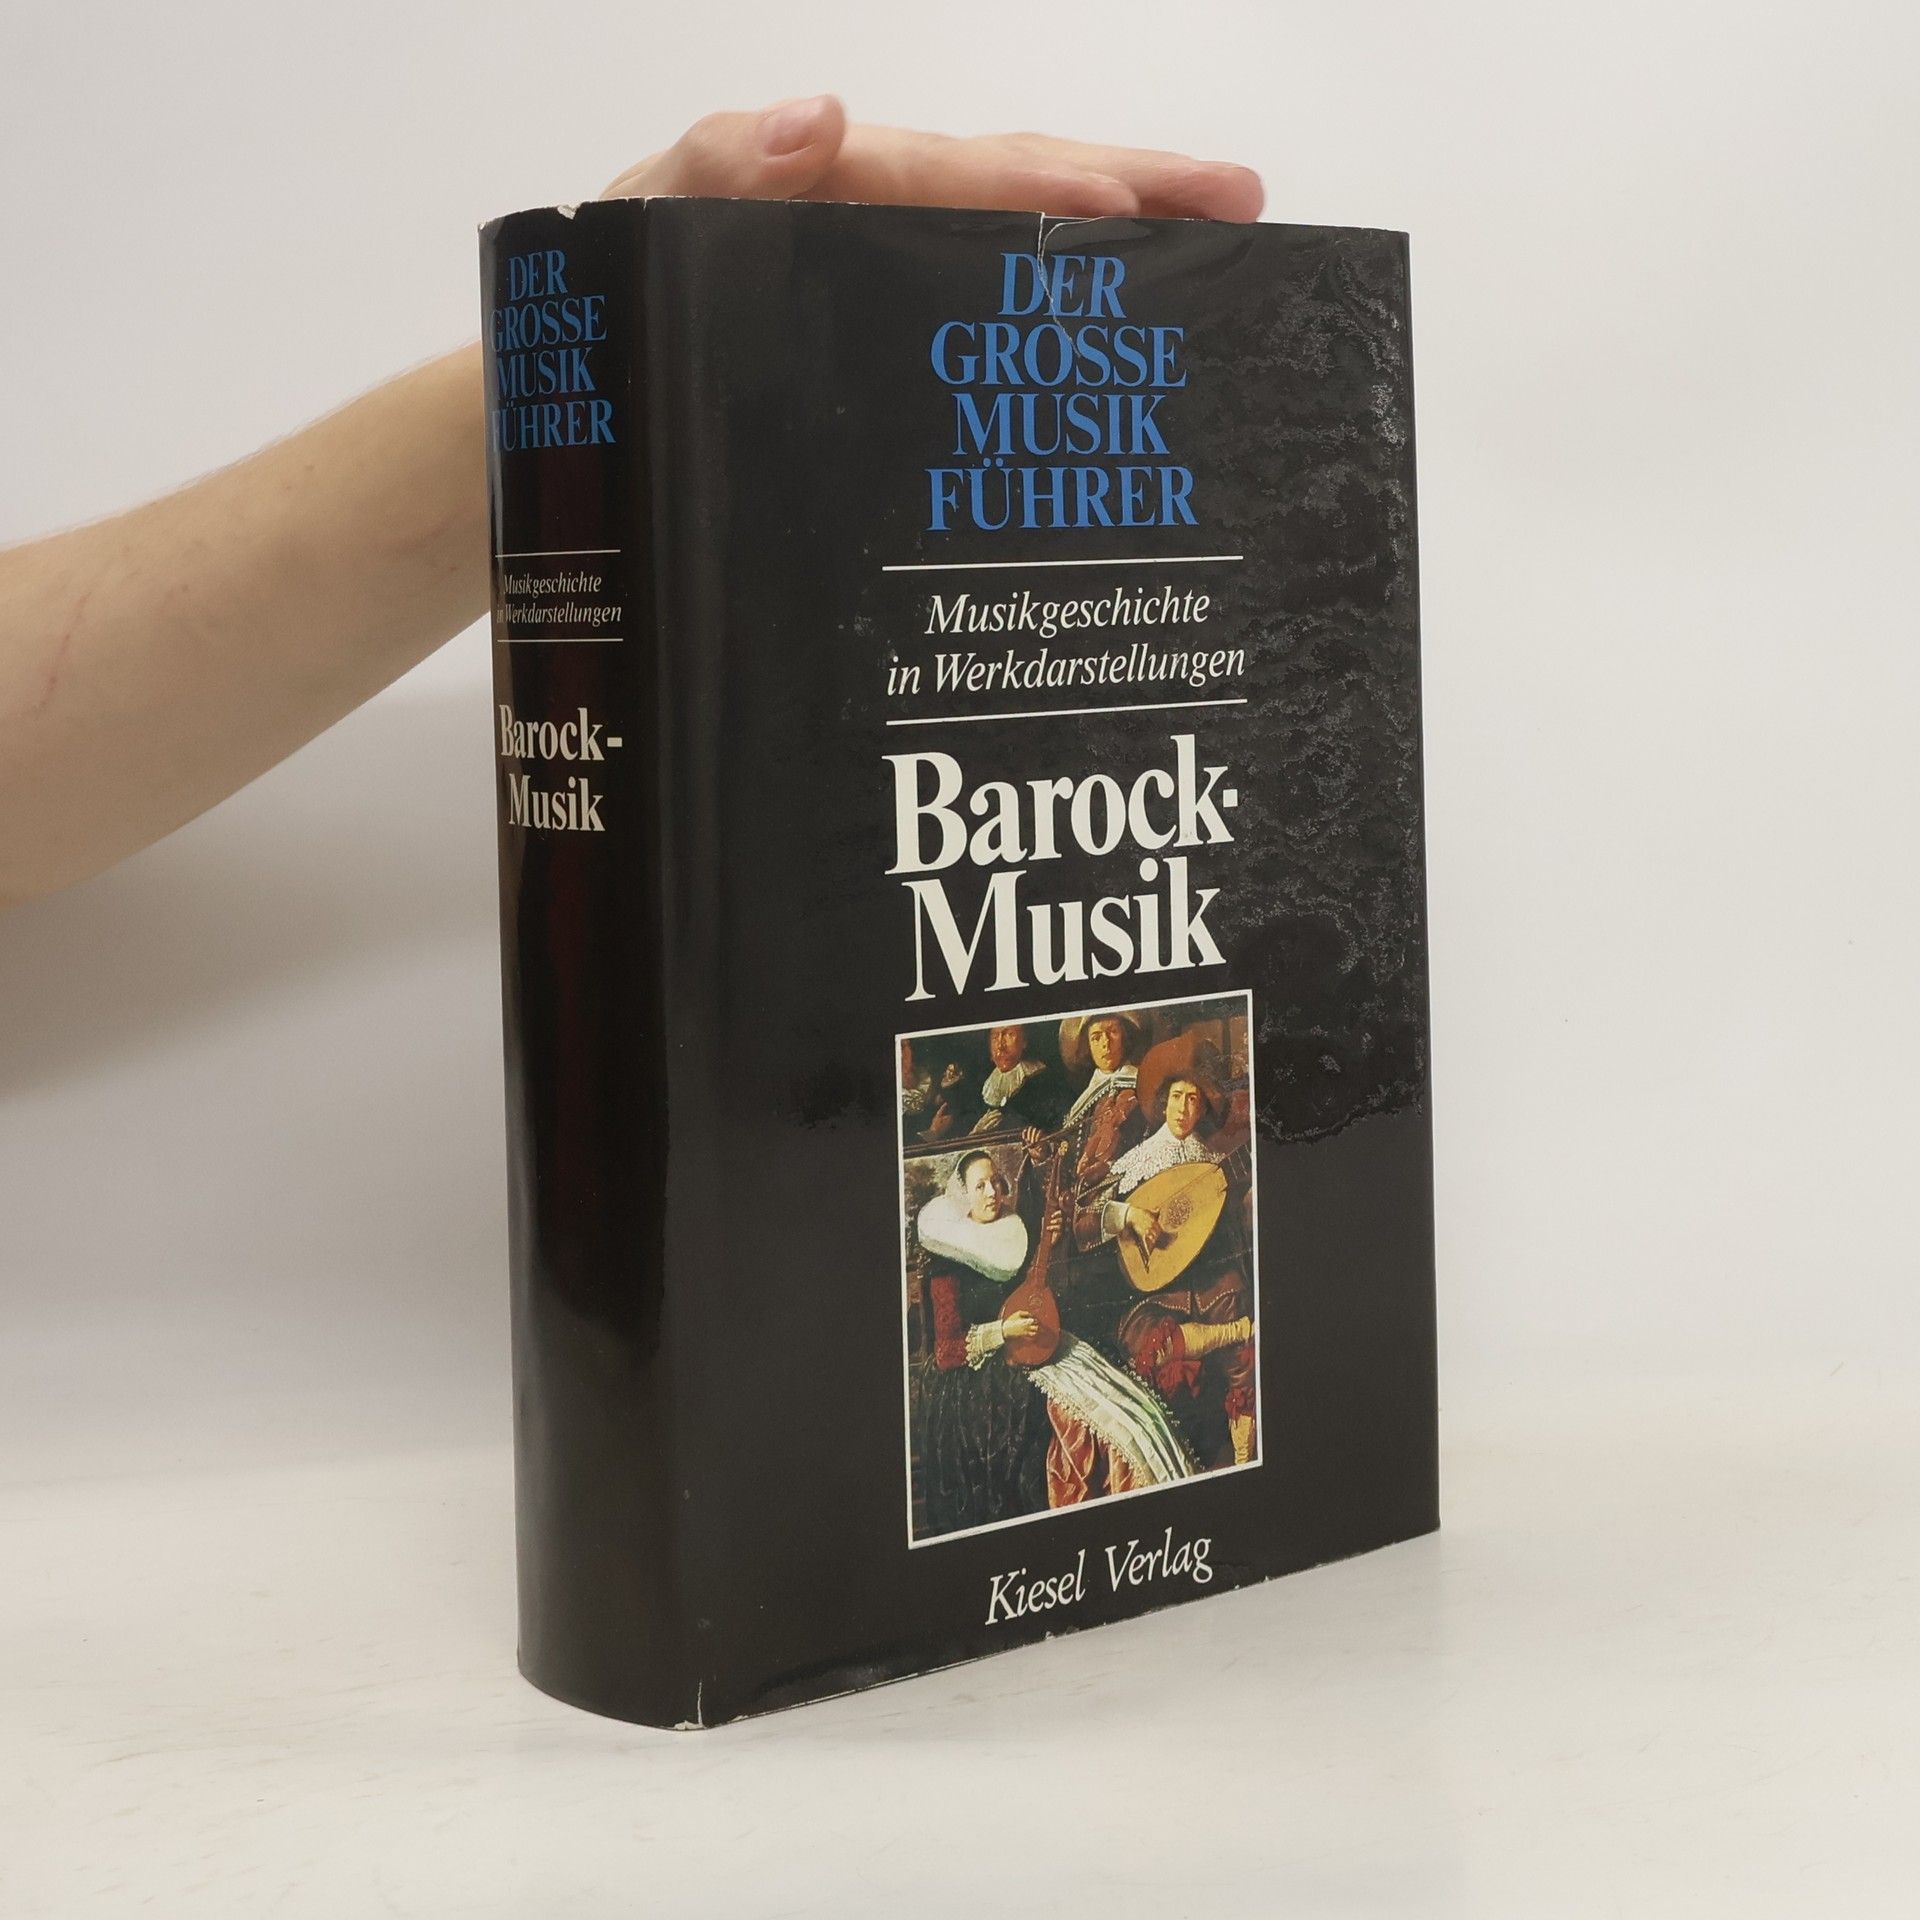 DER
GROSSE
MUSIK
FÜHRER
Musikgeschichte
in Werkdarstellungen
Barock-
Musik
DER
GROSSE
MUSIK
FÜHRER
Musikgeschichte
in Werkdarstellungen
Barock-
Musik
Kiesel Verlag